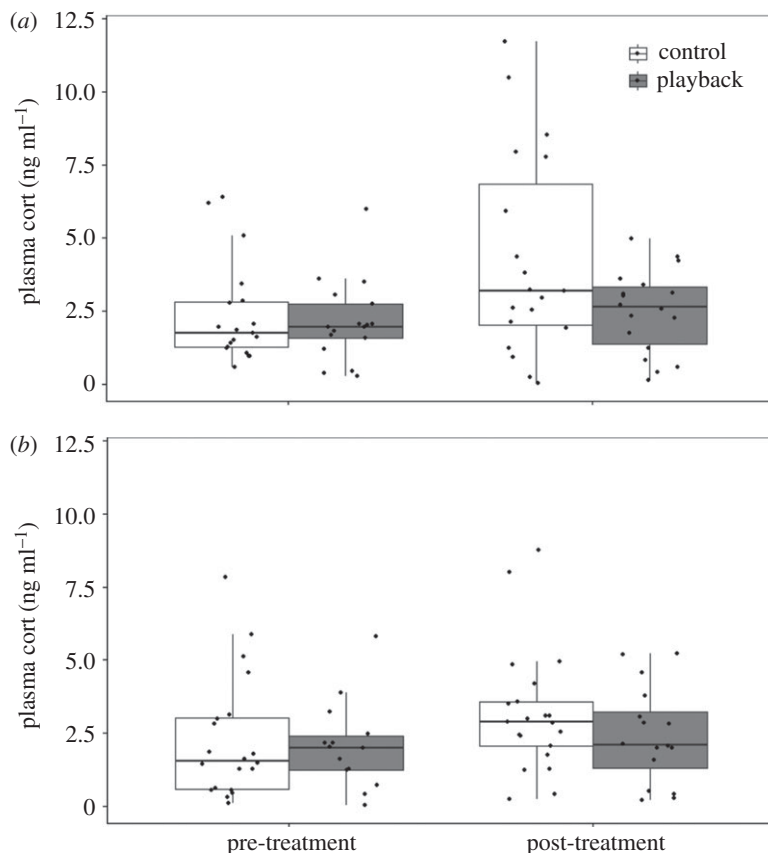 (a)
12.5
10.0
7.5
5.0
2.5
0
plasma cort (ng ml⁻¹)
control
playback
(b)
12.5
10.0
7.5
5.0
2.5
0
plasma cort (ng ml⁻¹)
pre-treatment post-treatment